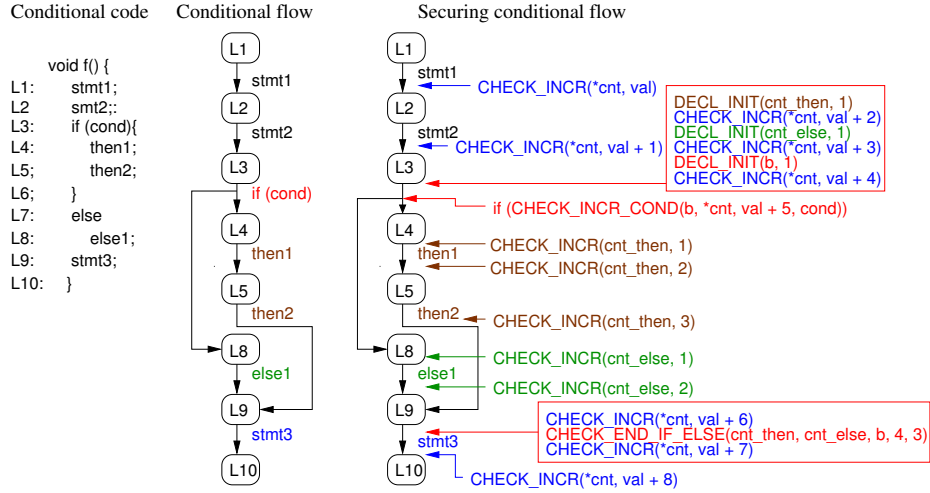 Conditional code
Conditional flow
Securing conditional flow
void f() {
L1: stmt1;
L2 smt2;:
L3: if (cond){
L4: then1;
L5; then2;
L6; }
L7: else
L8: else1;
L9: stmt3;
L10: }
L1
stmt1
L2
stmt2
L3
if (cond)
L4
then1
L5
then2
L8
else1
L9
stmt3
L10
L1
stmt1
CHECK_INCR(*cnt, val)
L2
stmt2
CHECK_INCR(*cnt, val + 1)
L3
DECL_INIT(cnt_then, 1)
CHECK_INCR(*cnt, val + 2)
DECL_INIT(cnt_else, 1)
CHECK_INCR(*cnt, val + 3)
DECL_INIT(b, 1)
CHECK_INCR(*cnt, val + 4)
if (CHECK_INCR_COND(b, *cnt, val + 5, cond))
L4
CHECK_INCR(cnt_then, 1)
then1
CHECK_INCR(cnt_then, 2)
L5
then2
CHECK_INCR(cnt_then, 3)
L8
CHECK_INCR(cnt_else, 1)
else1
CHECK_INCR(cnt_else, 2)
L9
CHECK_INCR(*cnt, val + 6)
CHECK_END_IF_ELSE(cnt_then, cnt_else, b, 4, 3)
CHECK_INCR(*cnt, val + 7)
stmt3
L10
CHECK_INCR(*cnt, val + 8)